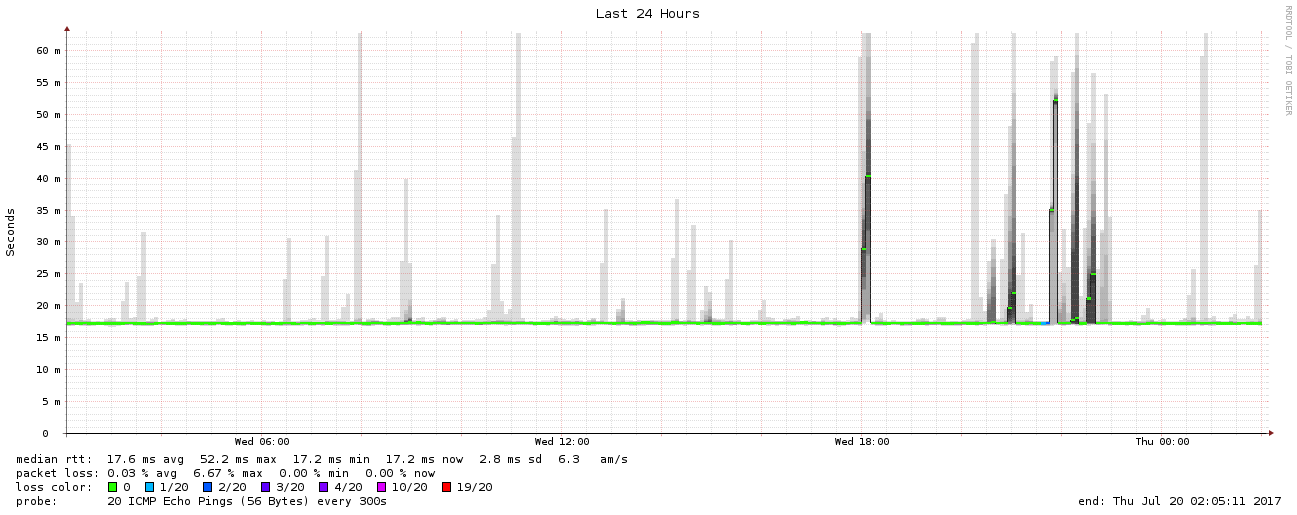 Last 24 Hours
RRDTOOL / TOBI OETIKER
Seconds
60 m
55 m
50 m
45 m
40 m
35 m
30 m
25 m
20 m
15 m
10 m
5 m
0
Wed 06:00 Wed 12:00 Wed 18:00 Thu 00:00
median rtt: 17.6 ms avg 52.2 ms max 17.2 ms min 17.2 ms now 2.8 ms sd 6.3 am/s
packet loss: 0.03 % avg 6.67 % max 0.00 % min 0.00 % now
loss color: 0 1/20 2/20 3/20 4/20 10/20 19/20
probe: 20 ICMP Echo Pings (56 Bytes) every 300s end: Thu Jul 20 02:05:11 2017